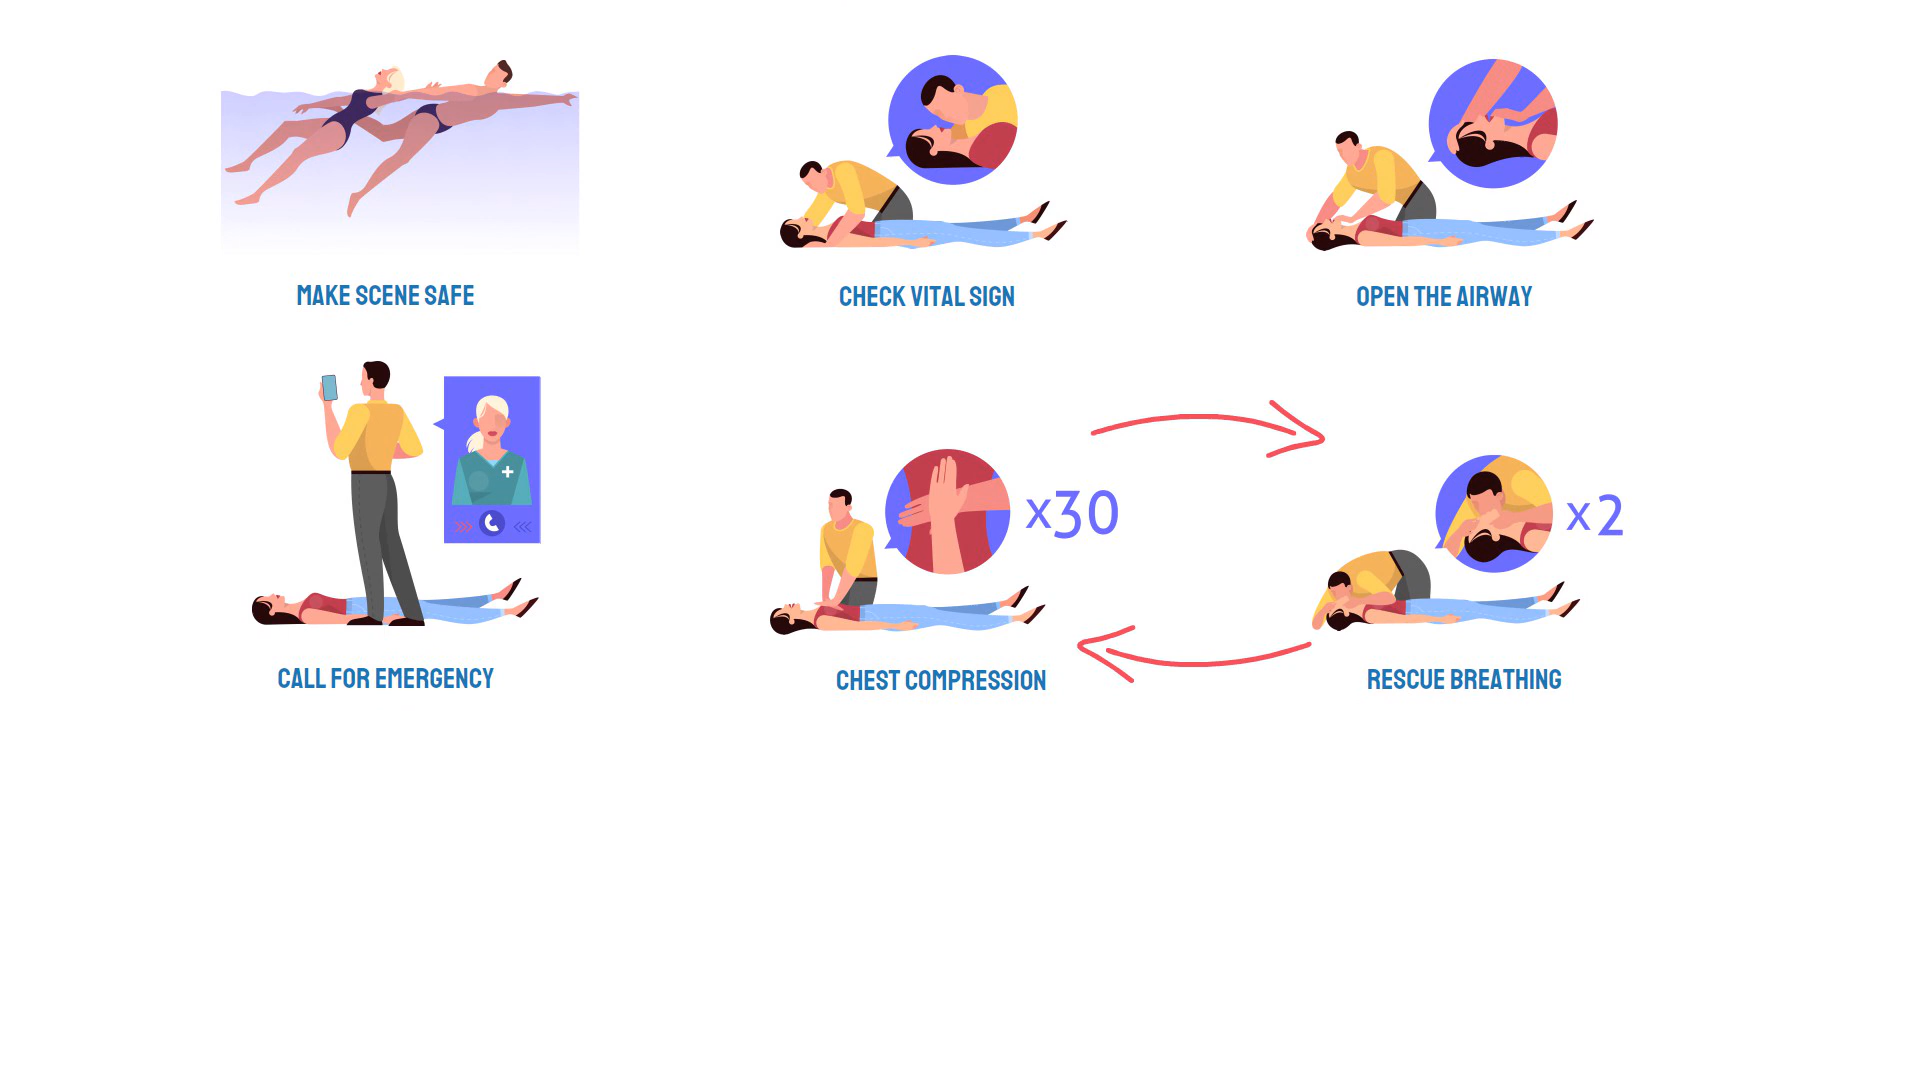 MAKE SCENE SAFE
CHECK VITAL SIGN
OPEN THE AIRWAY
x30
x2
CALL FOR EMERGENCY
CHEST COMPRESSION
RESCUE BREATHING